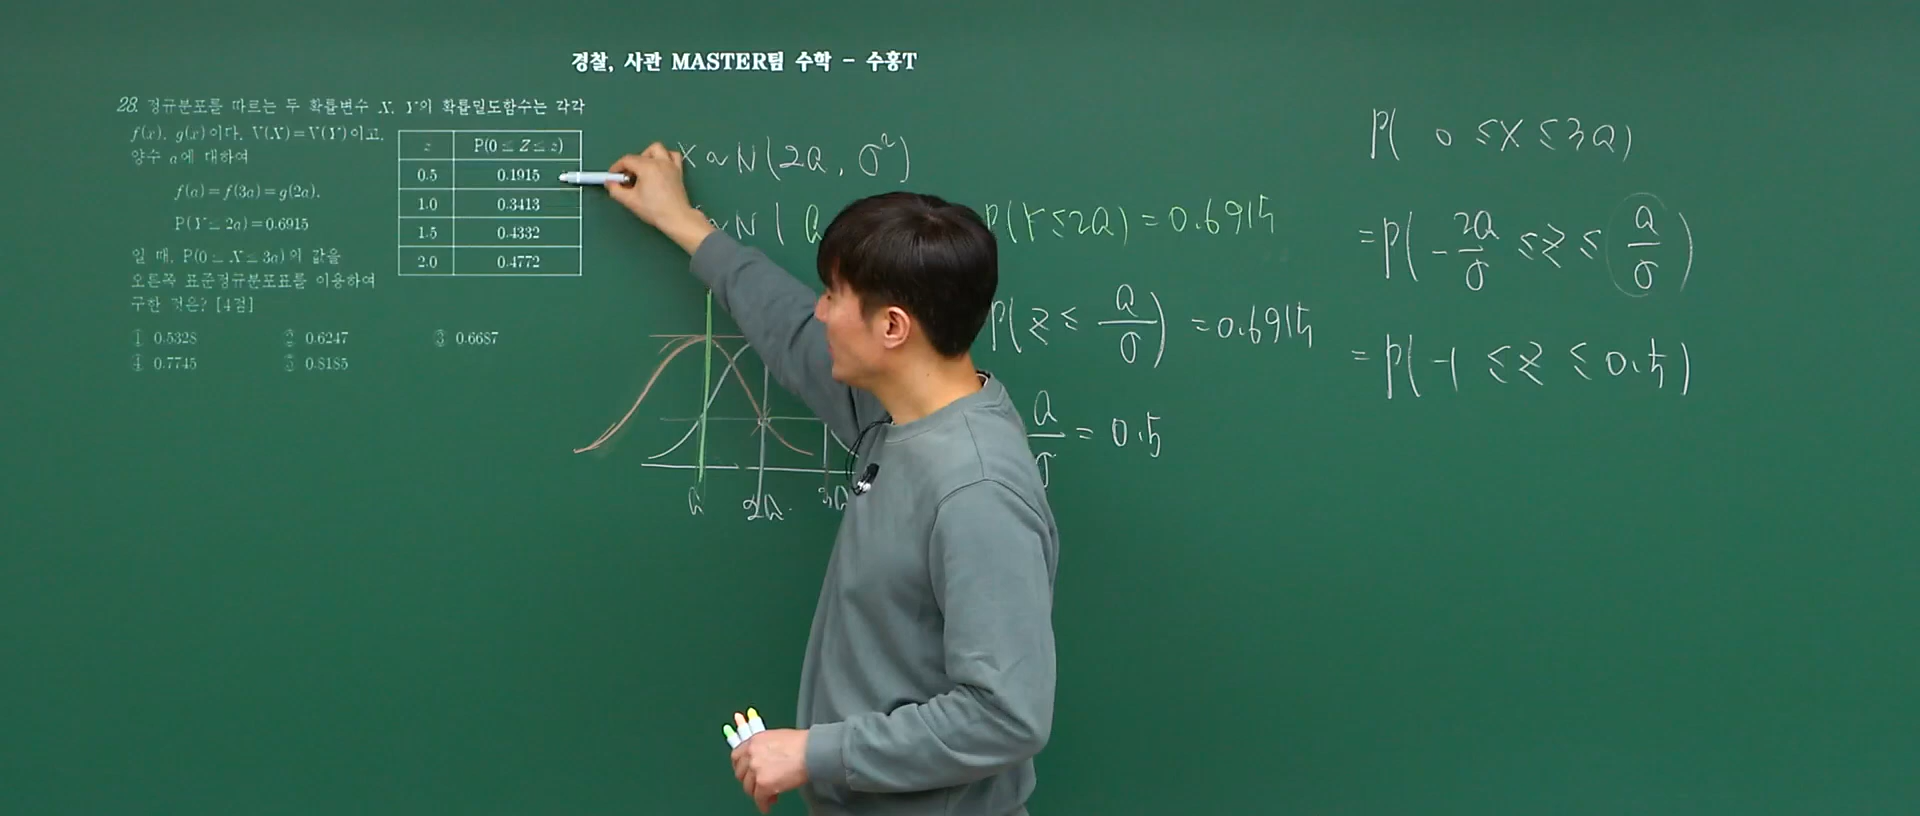 경찰, 사관 MASTER팀 수학 - 수홍T
28. 정규분포를 따르는 두 확률변수 X, Y의 확률밀도함수는 각각
f(x), g(x)이다. V(X)=V(Y)이고,
양수 a에 대하여
f(a)=f(3a)=g(2a),
P(Y≤2a)=0.6915
일 때, P(0≤X≤3a)의 값을
오른쪽 표준정규분포표를 이용하여
구한 것은? [4점]
z P(0≤Z≤z)
0.5 0.1915
1.0 0.3413
1.5 0.4332
2.0 0.4772
① 0.5328 ② 0.6247 ③ 0.6687
④ 0.7745 ⑤ 0.8185
X~N(2a, σ²)
~N(a
a 2a 3a
P(Y≤2a)=0.6915
P(Z≤a/σ)=0.6915
a/σ=0.5
P(0≤X≤3a)
=P(-2a/σ≤Z≤a/σ)
=P(-1≤Z≤0.5)